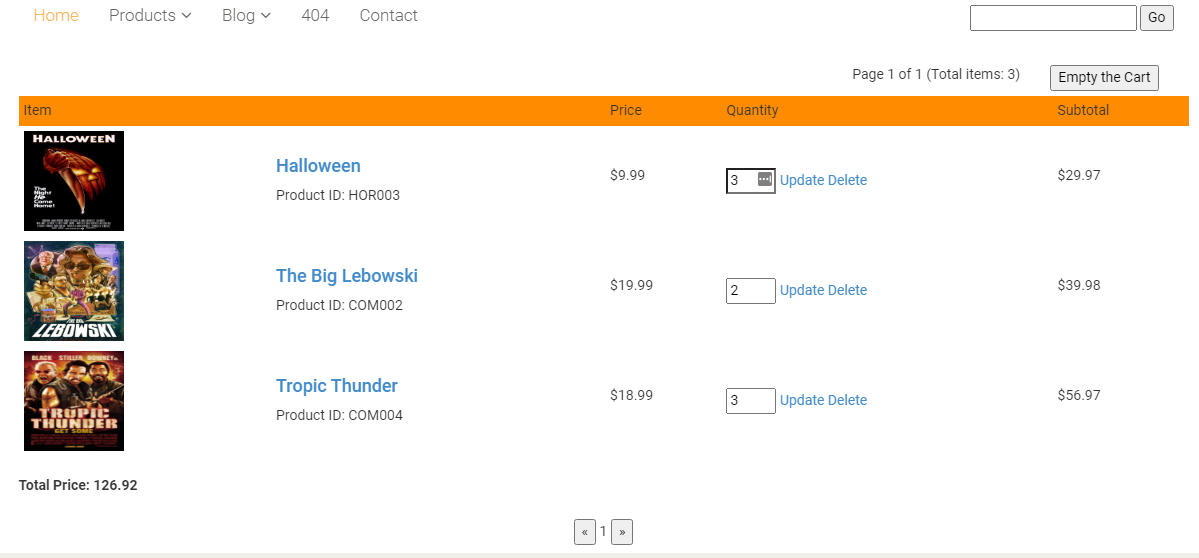 Home Products Blog 404 Contact Go
Page 1 of 1 (Total items: 3) Empty the Cart
Item Price Quantity Subtotal
HALLOWEEN
The
Night
He
Came
Home!
Halloween
Product ID: HOR003
$9.99 3 Update Delete $29.97
LEBOWSKI
The Big Lebowski
Product ID: COM002
$19.99 2 Update Delete $39.98
BLACK STILLER DOWNEY
TROPIC
THUNDER
GET SOME
Tropic Thunder
Product ID: COM004
$18.99 3 Update Delete $56.97
Total Price: 126.92
« 1 »